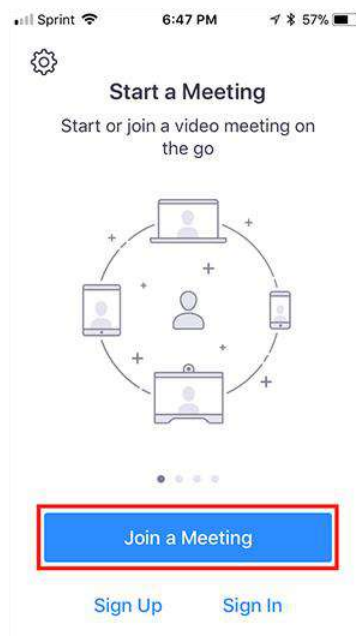 Sprint 6:47 PM 57%
Start a Meeting
Start or join a video meeting on
the go
Join a Meeting
Sign Up Sign In